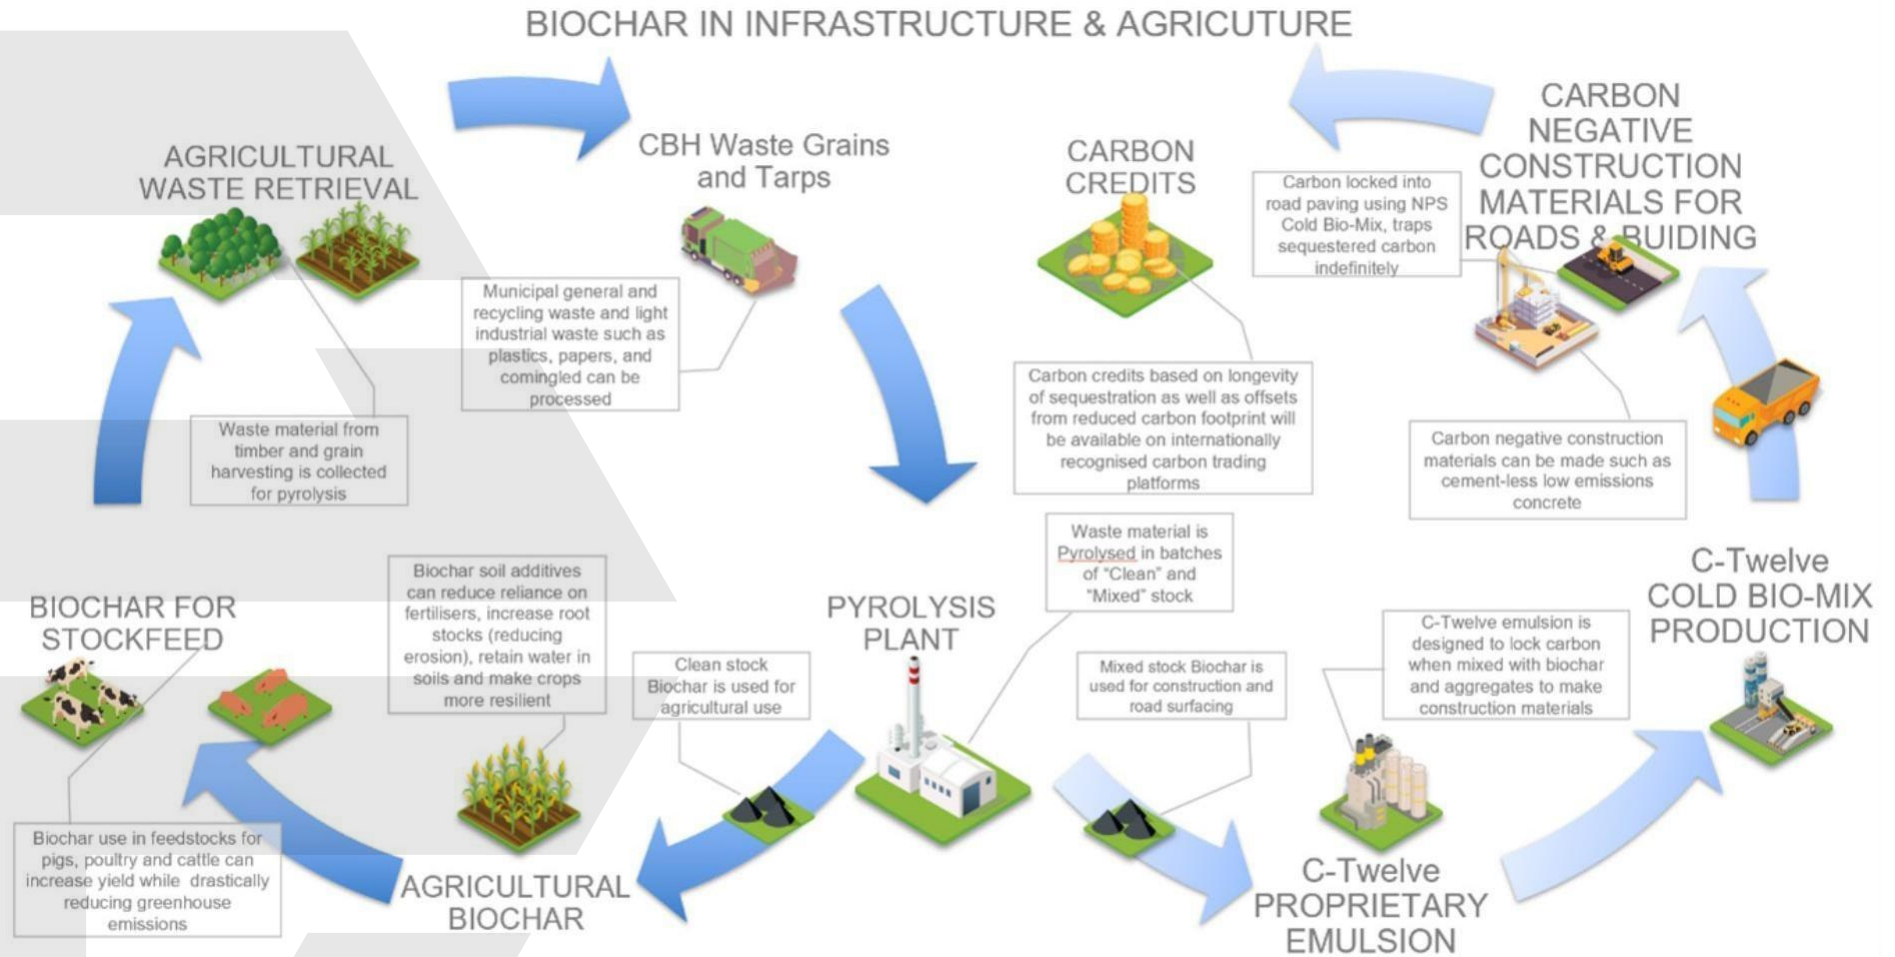 BIOCHAR IN INFRASTRUCTURE & AGRICUTURE
AGRICULTURAL
WASTE RETRIEVAL
Waste material from
timber and grain
harvesting is collected
for pyrolysis
CBH Waste Grains
and Tarps
Municipal general and
recycling waste and light
industrial waste such as
plastics, papers, and
comingled can be
processed
CARBON
CREDITS
Carbon credits based on longevity
of sequestration as well as offsets
from reduced carbon footprint will
be available on internationally
recognised carbon trading
platforms
CARBON
NEGATIVE
CONSTRUCTION
MATERIALS FOR
ROADS & BUIDING
Carbon locked into
road paving using NPS
Cold Bio-Mix, traps
sequestered carbon
indefinitely
Carbon negative construction
materials can be made such as
cement-less low emissions
concrete
BIOCHAR FOR
STOCKFEED
Biochar use in feedstocks for
pigs, poultry and cattle can
increase yield while drastically
reducing greenhouse
emissions
Biochar soil additives
can reduce reliance on
fertilisers, increase root
stocks (reducing
erosion), retain water in
soils and make crops
more resilient
AGRICULTURAL
BIOCHAR
Clean stock
Biochar is used for
agricultural use
PYROLYSIS
PLANT
Waste material is
Pyrolysed in batches
of "Clean" and
"Mixed" stock
Mixed stock Biochar is
used for construction and
road surfacing
C-Twelve emulsion is
designed to lock carbon
when mixed with biochar
and aggregates to make
construction materials
C-Twelve
PROPRIETARY
EMULSION
C-Twelve
COLD BIO-MIX
PRODUCTION